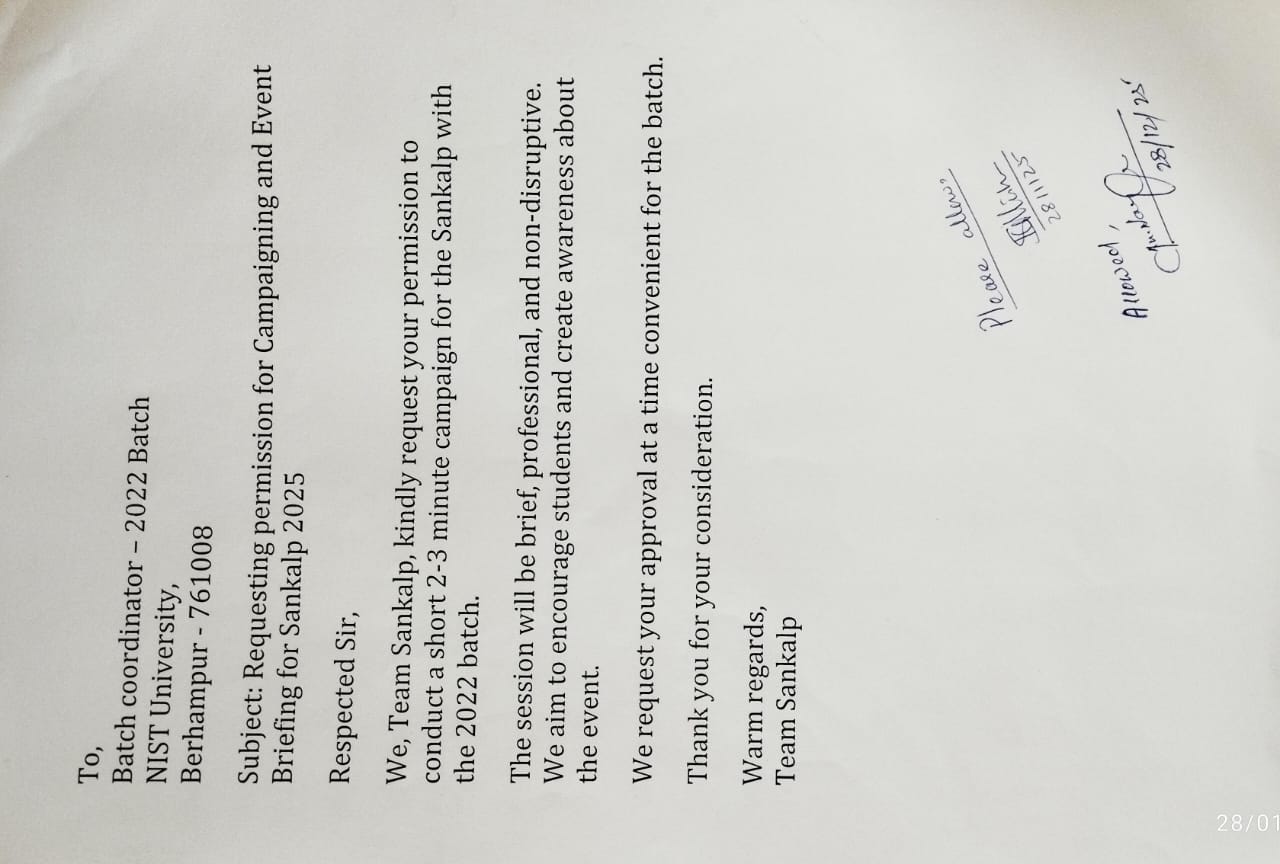 To,
Batch coordinator – 2022 Batch
NIST University,
Berhampur - 761008
Subject: Requesting permission for Campaigning and Event
Briefing for Sankalp 2025
Respected Sir,
We, Team Sankalp, kindly request your permission to
conduct a short 2-3 minute campaign for the Sankalp with
the 2022 batch.
The session will be brief, professional, and non-disruptive.
We aim to encourage students and create awareness about
the event.
We request your approval at a time convenient for the batch.
Thank you for your consideration.
Warm regards,
Team Sankalp
Please allow
28/11/25
Allowed,
28/12/25
28/01